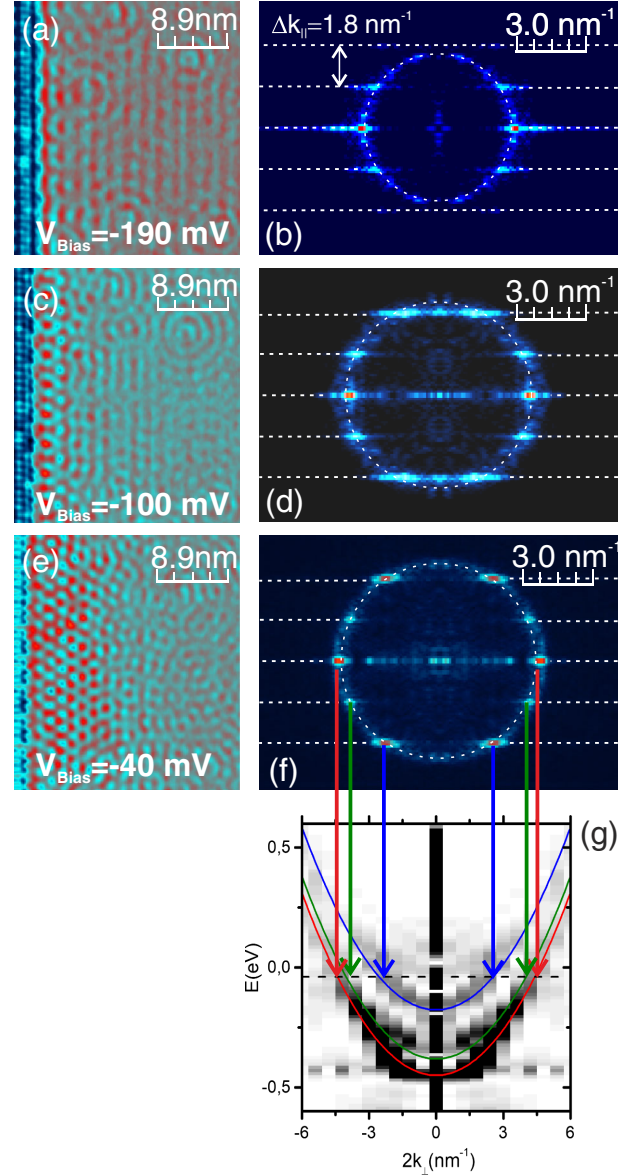 (a)
8.9nm
V_Bias=-190 mV
Δk_||=1.8 nm⁻¹
3.0 nm⁻¹
(b)
(c)
8.9nm
V_Bias=-100 mV
3.0 nm⁻¹
(d)
(e)
8.9nm
V_Bias=-40 mV
3.0 nm⁻¹
(f)
(g)
E(eV)
0,5
0,0
-0,5
-6 -3 0 3 6
2k_⊥(nm⁻¹)